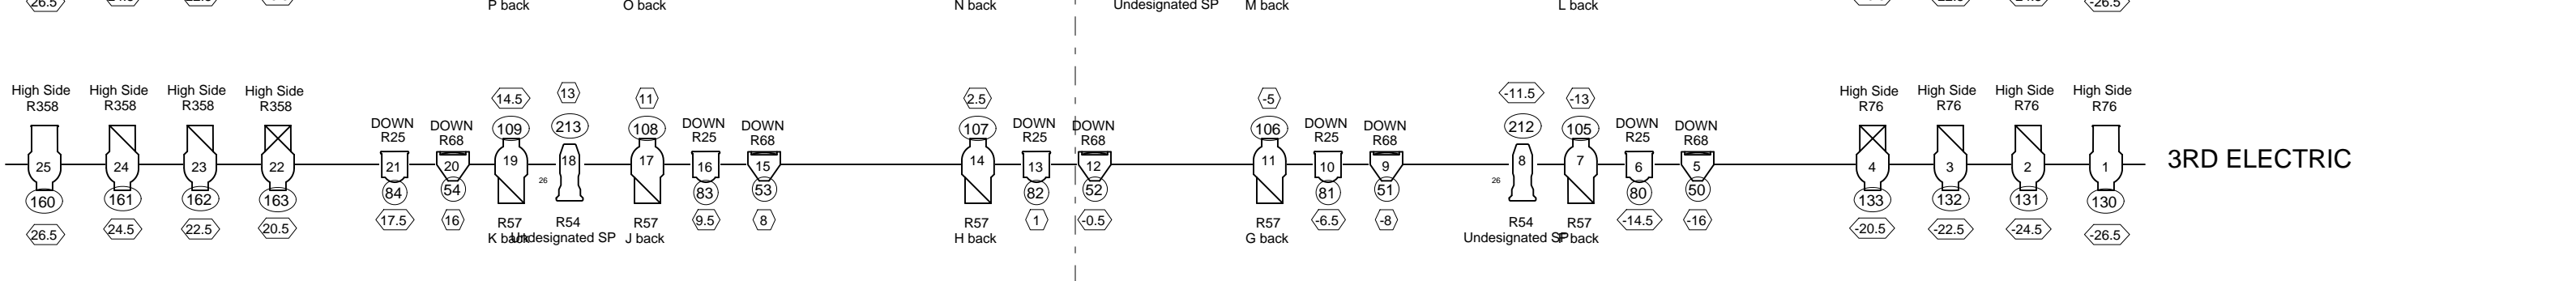 26.5
P back
O back
N back
Undesignated SP
M back
L back
-26.5
High Side
R358
25
160
26.5
High Side
R358
24
161
24.5
High Side
R358
23
162
22.5
High Side
R358
22
163
20.5
DOWN
R25
21
84
17.5
DOWN
R68
20
54
16
14.5
109
19
R57
K back
13
213
18
26
R54
Undesignated SP
11
108
17
R57
J back
DOWN
R25
16
83
9.5
DOWN
R68
15
53
8
2.5
107
14
R57
H back
DOWN
R25
13
82
1
DOWN
R68
12
52
-0.5
-5
106
11
R57
G back
DOWN
R25
10
81
-6.5
DOWN
R68
9
51
-8
-11.5
212
8
26
R54
Undesignated SP
-13
105
7
R57
F back
DOWN
R25
6
80
-14.5
DOWN
R68
5
50
-16
High Side
R76
4
133
-20.5
High Side
R76
3
132
-22.5
High Side
R76
2
131
-24.5
High Side
R76
1
130
-26.5
3RD ELECTRIC